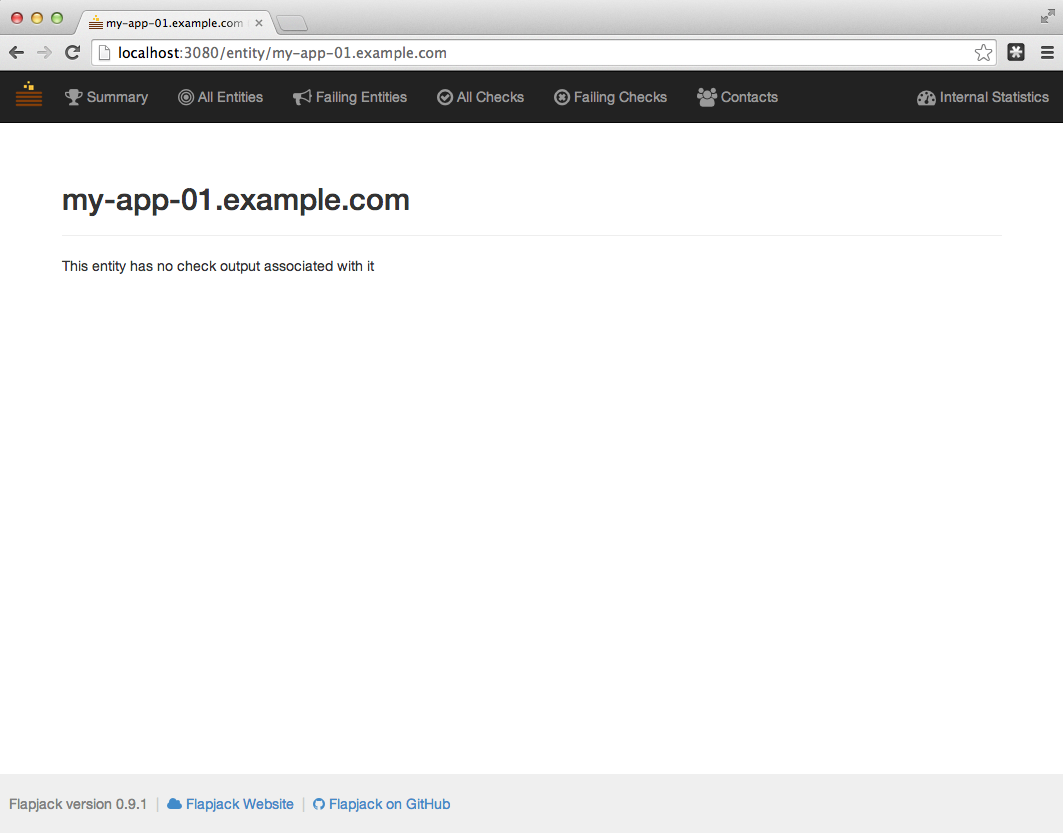 my-app-01.example.com
localhost:3080/entity/my-app-01.example.com
Summary All Entities Failing Entities All Checks Failing Checks Contacts Internal Statistics
my-app-01.example.com
This entity has no check output associated with it
Flapjack version 0.9.1 | Flapjack Website | Flapjack on GitHub